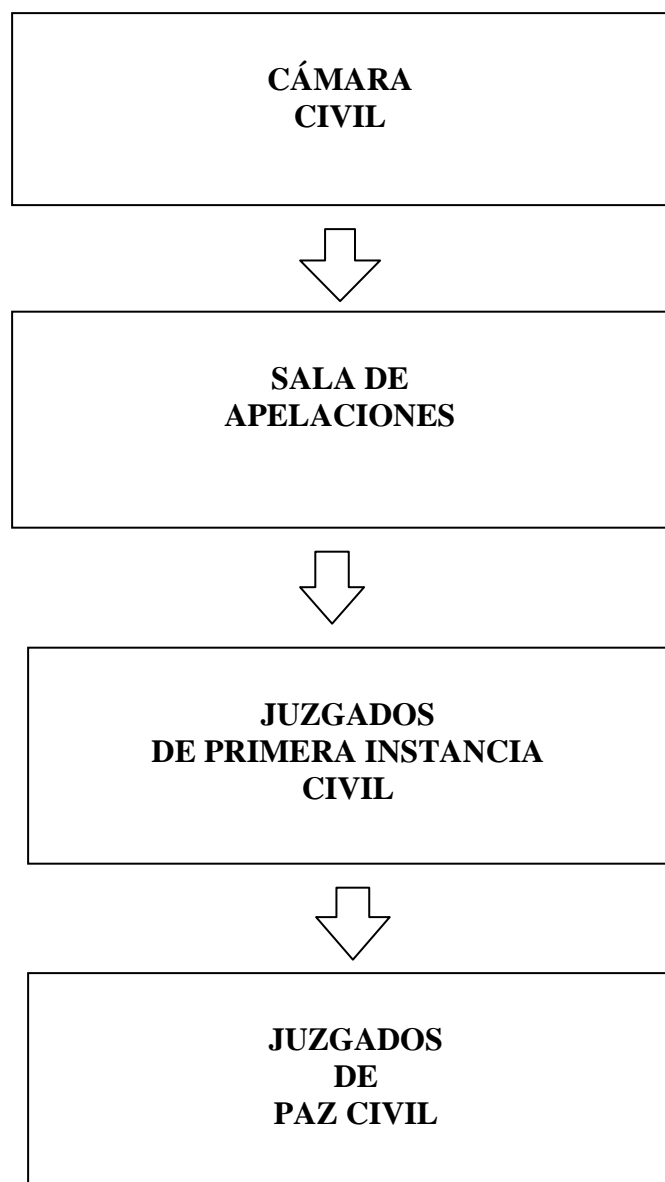 CÁMARA
CIVIL
SALA DE
APELACIONES
JUZGADOS
DE PRIMERA INSTANCIA
CIVIL
JUZGADOS
DE
PAZ CIVIL